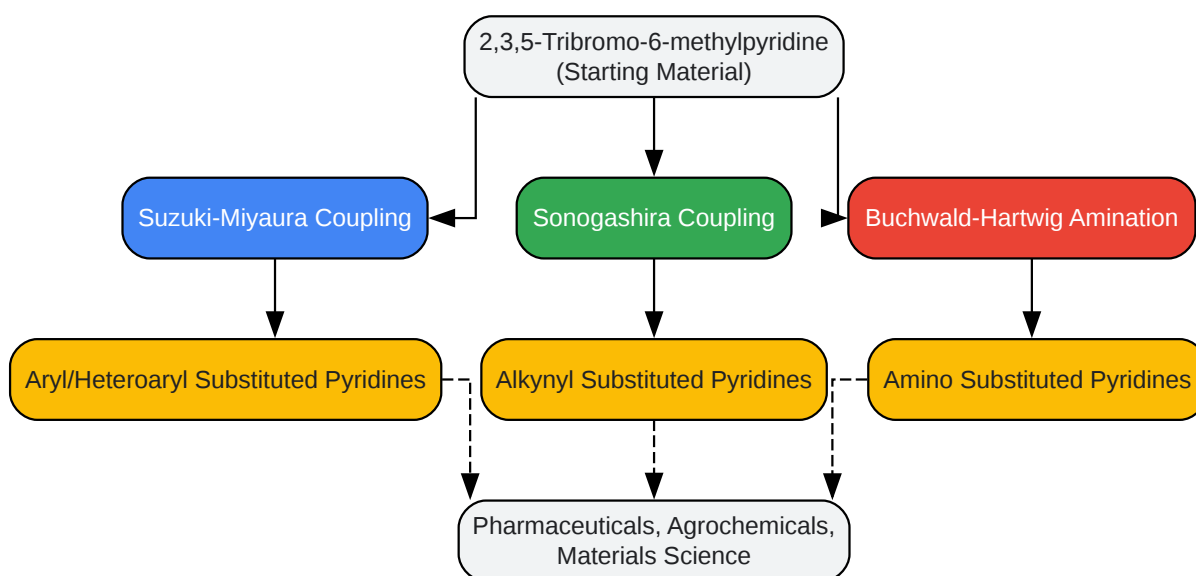 2,3,5-Tribromo-6-methylpyridine
(Starting Material)
Suzuki-Miyaura Coupling
Sonogashira Coupling
Buchwald-Hartwig Amination
Aryl/Heteroaryl Substituted Pyridines
Alkynyl Substituted Pyridines
Amino Substituted Pyridines
Pharmaceuticals, Agrochemicals,
Materials Science